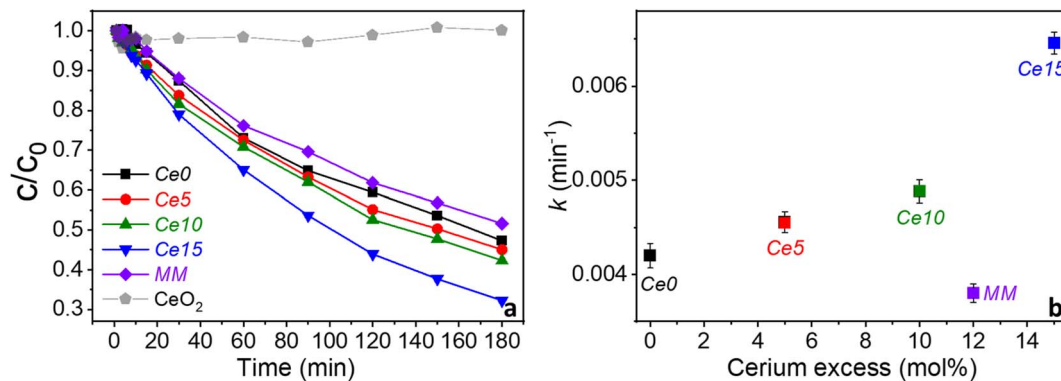 C/C₀
1.0
0.9
0.8
0.7
0.6
0.5
0.4
0.3
Ce0
Ce5
Ce10
Ce15
MM
CeO₂
a
0 20 40 60 80 100 120 140 160 180
Time (min)
k (min⁻¹)
0.006
0.005
0.004
Ce0
Ce5
Ce10
MM
Ce15
b
0 2 4 6 8 10 12 14
Cerium excess (mol%)